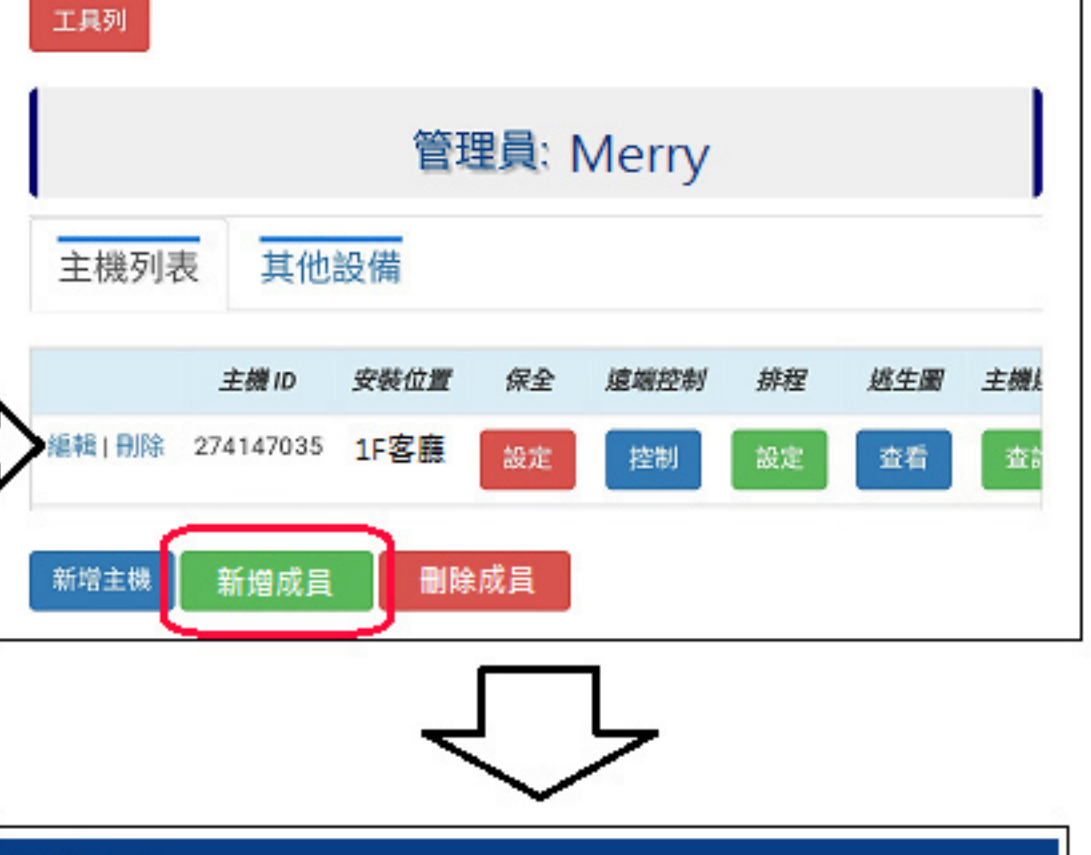 工具列
管理員: Merry
主機列表 其他設備
主機 ID 安裝位置 保全 遠端控制 排程 逃生圖 主機
編輯 | 刪除 274147035 1F客廳 設定 控制 設定 查看 查
新增主機 新增成員 刪除成員